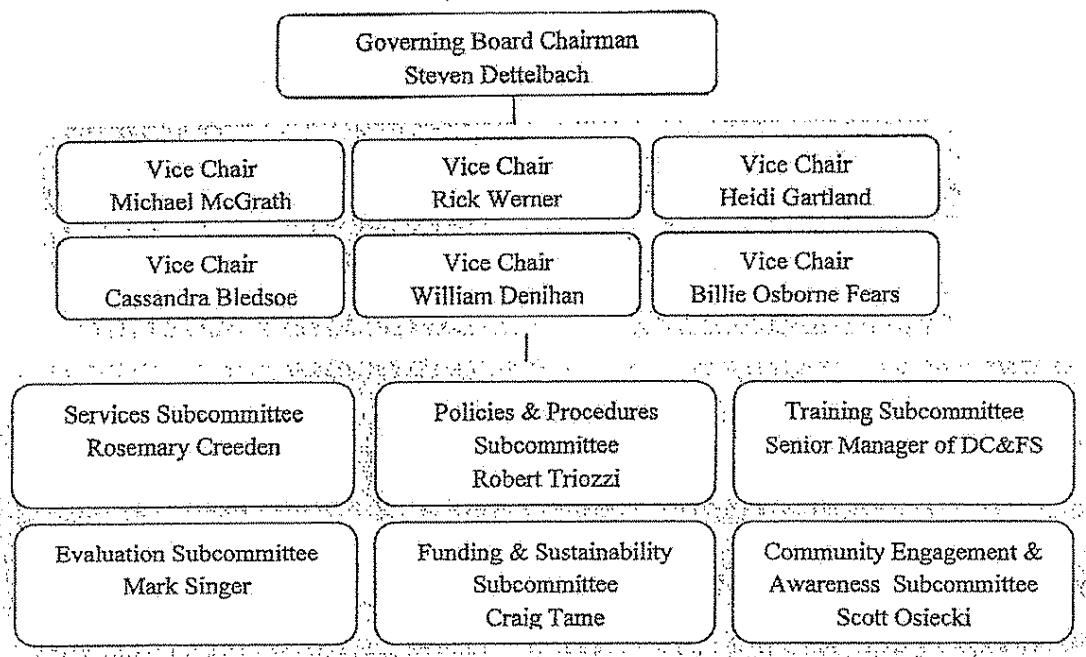 Governing Board Chairman
Steven Dettelbach
Vice Chair
Michael McGrath
Vice Chair
Rick Werner
Vice Chair
Heidi Gartland
Vice Chair
Cassandra Bledsoe
Vice Chair
William Denihan
Vice Chair
Billie Osborne Fears
Services Subcommittee
Rosemary Creeden
Policies & Procedures
Subcommittee
Robert Triozzi
Training Subcommittee
Senior Manager of DC&FS
Evaluation Subcommittee
Mark Singer
Funding & Sustainability
Subcommittee
Craig Tame
Community Engagement &
Awareness Subcommittee
Scott Osiecki